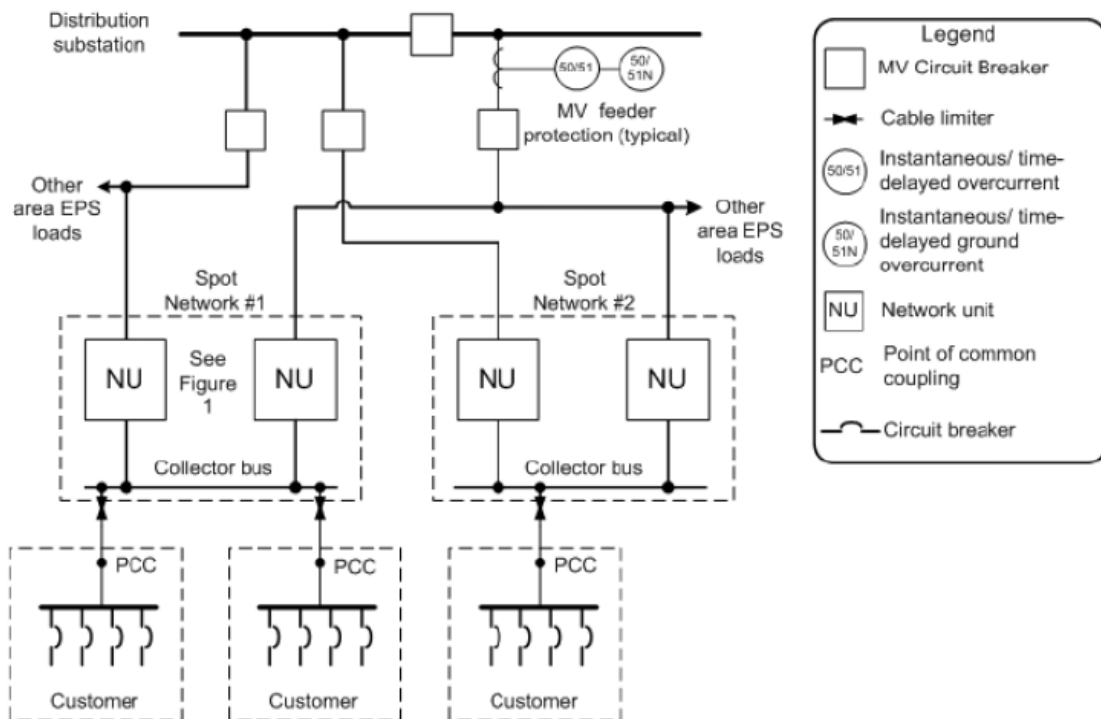 Distribution
substation
50/51
50/
51N
MV feeder
protection (typical)
Other
area EPS
loads
Other
area EPS
loads
Spot
Network #1
Spot
Network #2
NU
See
Figure
1
NU
NU
NU
Collector bus
Collector bus
PCC
PCC
PCC
Customer
Customer
Customer
Legend
MV Circuit Breaker
Cable limiter
50/51
Instantaneous/ time-
delayed overcurrent
50/
51N
Instantaneous/ time-
delayed ground
overcurrent
NU
Network unit
PCC
Point of common
coupling
Circuit breaker